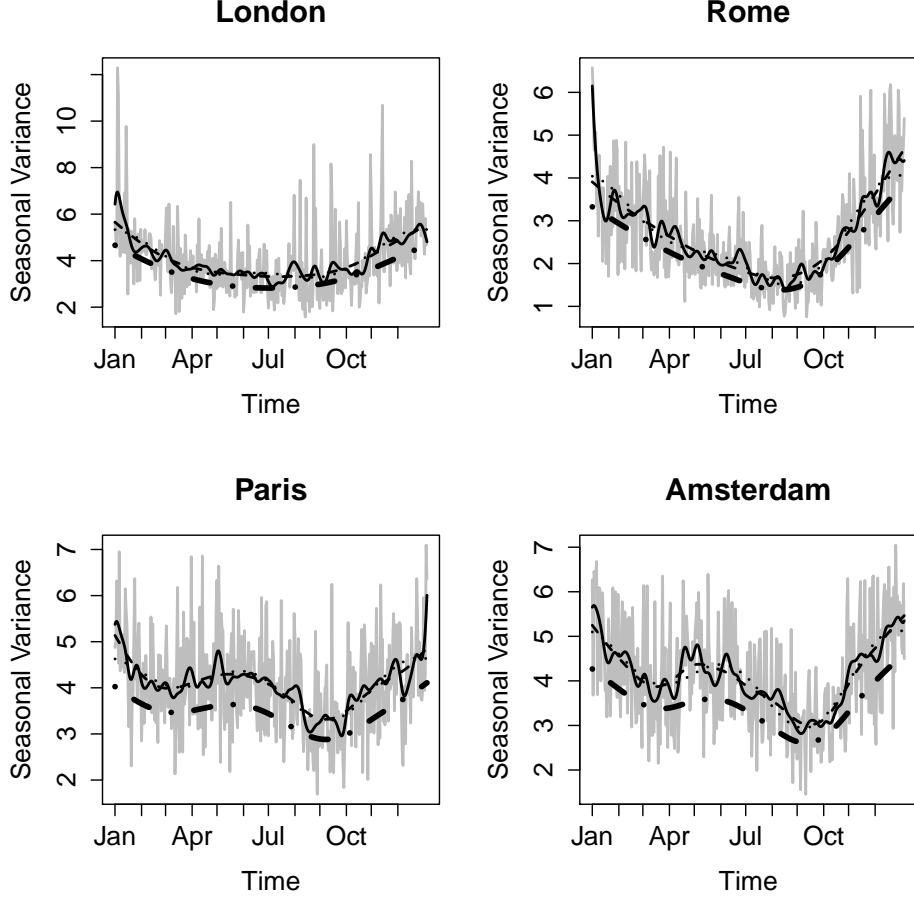 London
Seasonal Variance
2 4 6 8 10
Jan Apr Jul Oct
Time
Rome
Seasonal Variance
1 2 3 4 5 6
Jan Apr Jul Oct
Time
Paris
Seasonal Variance
2 3 4 5 6 7
Jan Apr Jul Oct
Time
Amsterdam
Seasonal Variance
2 3 4 5 6 7
Jan Apr Jul Oct
Time